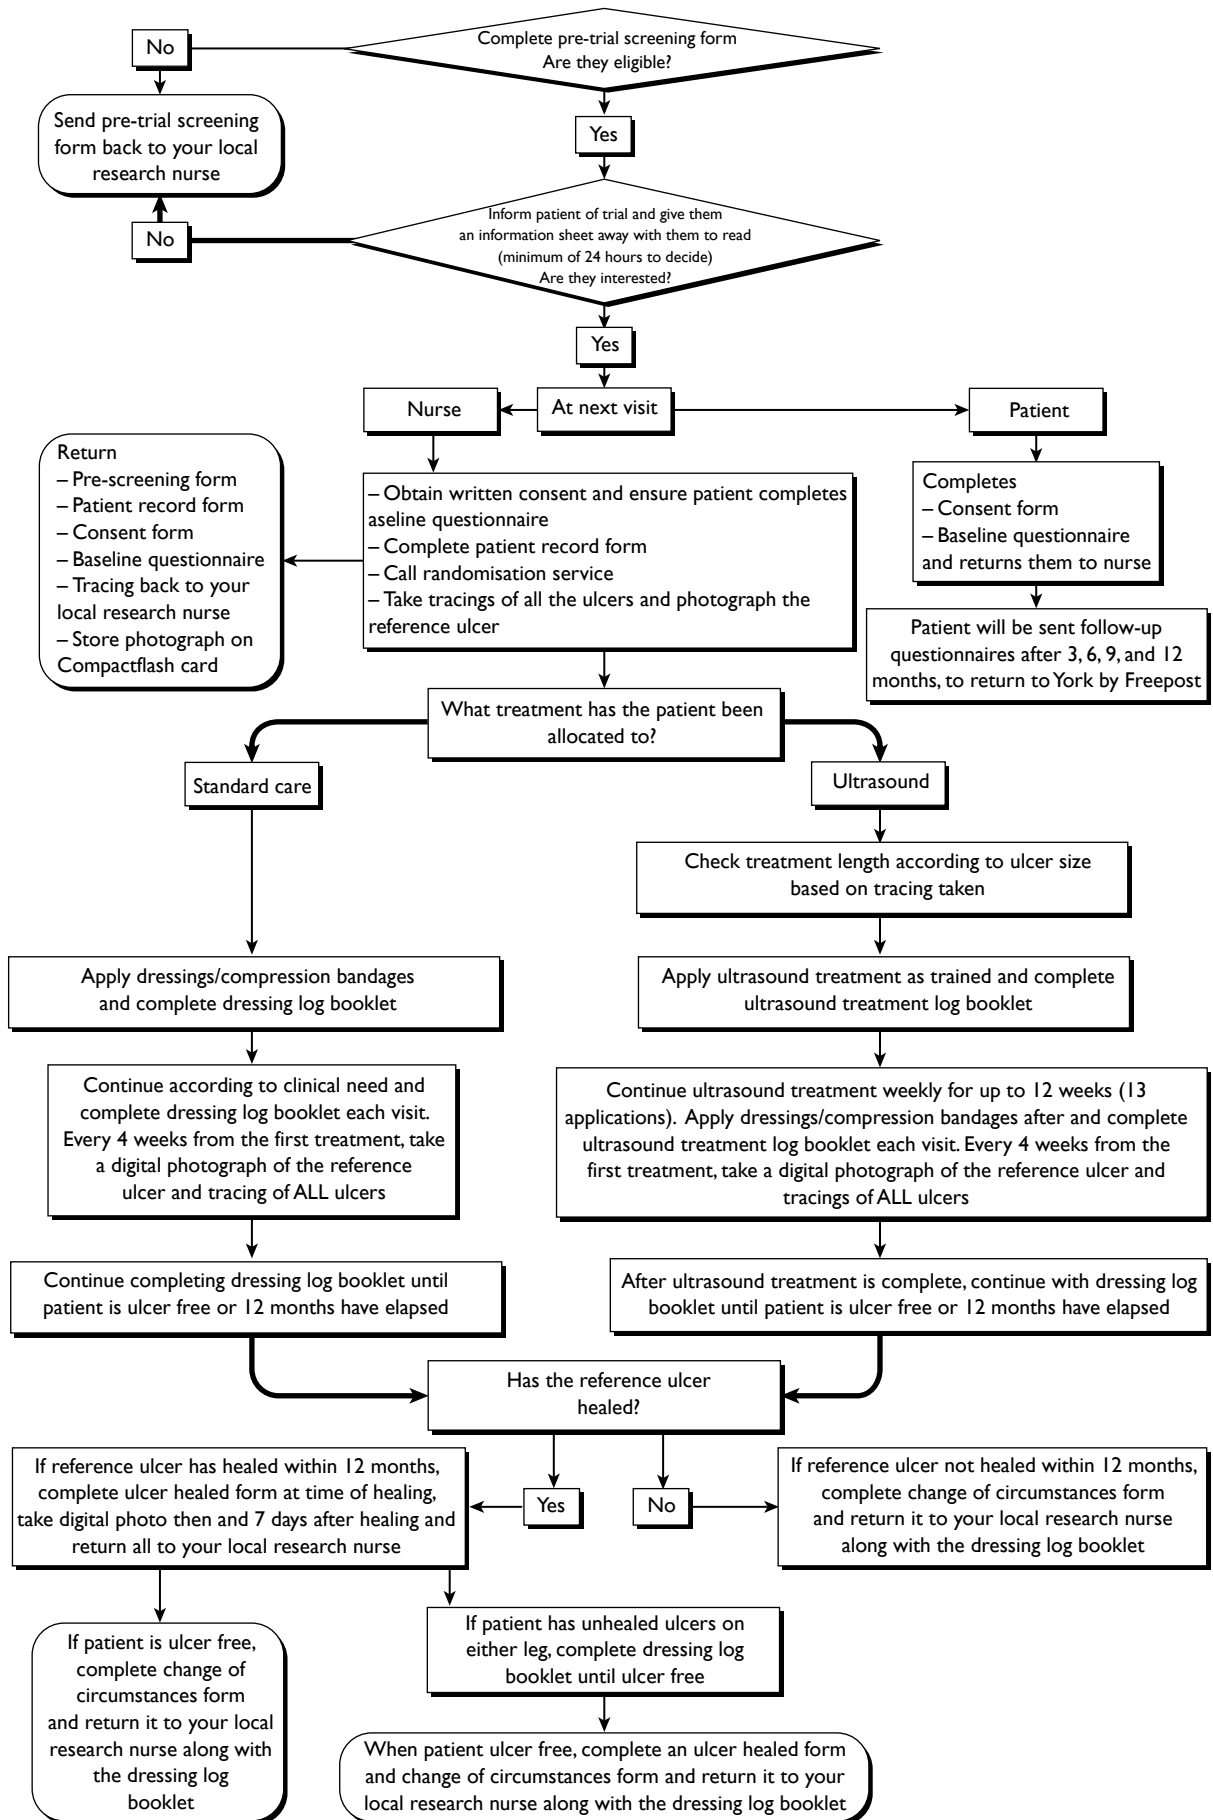 Complete pre-trial screening form
Are they eligible?
No
Send pre-trial screening
form back to your local
research nurse
Yes
Inform patient of trial and give them
an information sheet away with them to read
(minimum of 24 hours to decide)
Are they interested?
No
Yes
At next visit
Nurse
Patient
Return
– Pre-screening form
– Patient record form
– Consent form
– Baseline questionnaire
– Tracing back to your
local research nurse
– Store photograph on
Compactflash card
– Obtain written consent and ensure patient completes
aseline questionnaire
– Complete patient record form
– Call randomisation service
– Take tracings of all the ulcers and photograph the
reference ulcer
Completes
– Consent form
– Baseline questionnaire
and returns them to nurse
Patient will be sent follow-up
questionnaires after 3, 6, 9, and 12
months, to return to York by Freepost
What treatment has the patient been
allocated to?
Standard care
Ultrasound
Check treatment length according to ulcer size
based on tracing taken
Apply dressings/compression bandages
and complete dressing log booklet
Apply ultrasound treatment as trained and complete
ultrasound treatment log booklet
Continue according to clinical need and
complete dressing log booklet each visit.
Every 4 weeks from the first treatment, take
a digital photograph of the reference
ulcer and tracing of ALL ulcers
Continue ultrasound treatment weekly for up to 12 weeks (13
applications). Apply dressings/compression bandages after and complete
ultrasound treatment log booklet each visit. Every 4 weeks from the
first treatment, take a digital photograph of the reference ulcer and
tracings of ALL ulcers
Continue completing dressing log booklet until
patient is ulcer free or 12 months have elapsed
After ultrasound treatment is complete, continue with dressing log
booklet until patient is ulcer free or 12 months have elapsed
Has the reference ulcer
healed?
If reference ulcer has healed within 12 months,
complete ulcer healed form at time of healing,
take digital photo then and 7 days after healing and
return all to your local research nurse
Yes
No
If reference ulcer not healed within 12 months,
complete change of circumstances form
and return it to your local research nurse
along with the dressing log booklet
If patient is ulcer free,
complete change of
circumstances form
and return it to your local
research nurse along with
the dressing log
booklet
If patient has unhealed ulcers on
either leg, complete dressing log
booklet until ulcer free
When patient ulcer free, complete an ulcer healed form
and change of circumstances form and return it to your
local research nurse along with the dressing log booklet